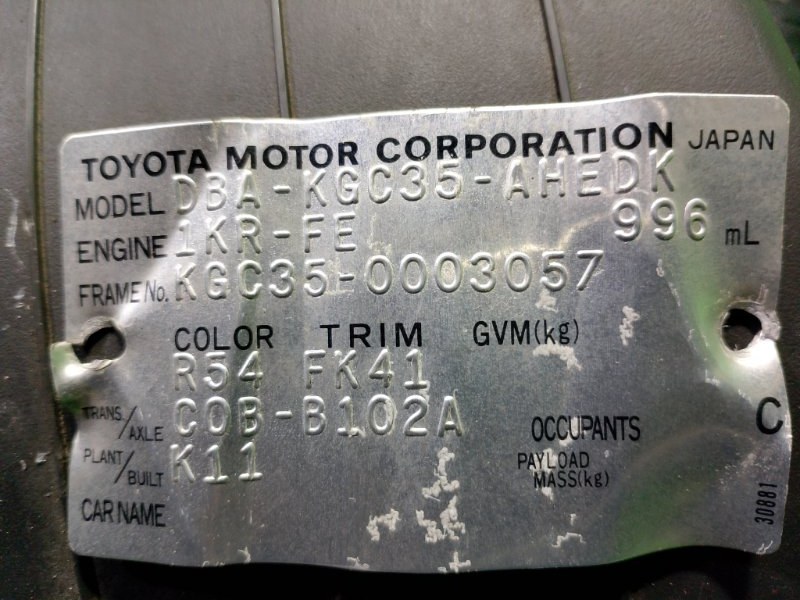 TOYOTA MOTOR CORPORATION JAPAN
MODEL DBA-KGC35-AHEDK
ENGINE 1KR-FE 996 mL
FRAME No. KGC35-0003057
COLOR TRIM GVM(kg)
R54 FK41
TRANS/AXLE C0B-B102A OCCUPANTS C
PLANT/BUILT K11 PAYLOAD MASS(kg)
CAR NAME
30881